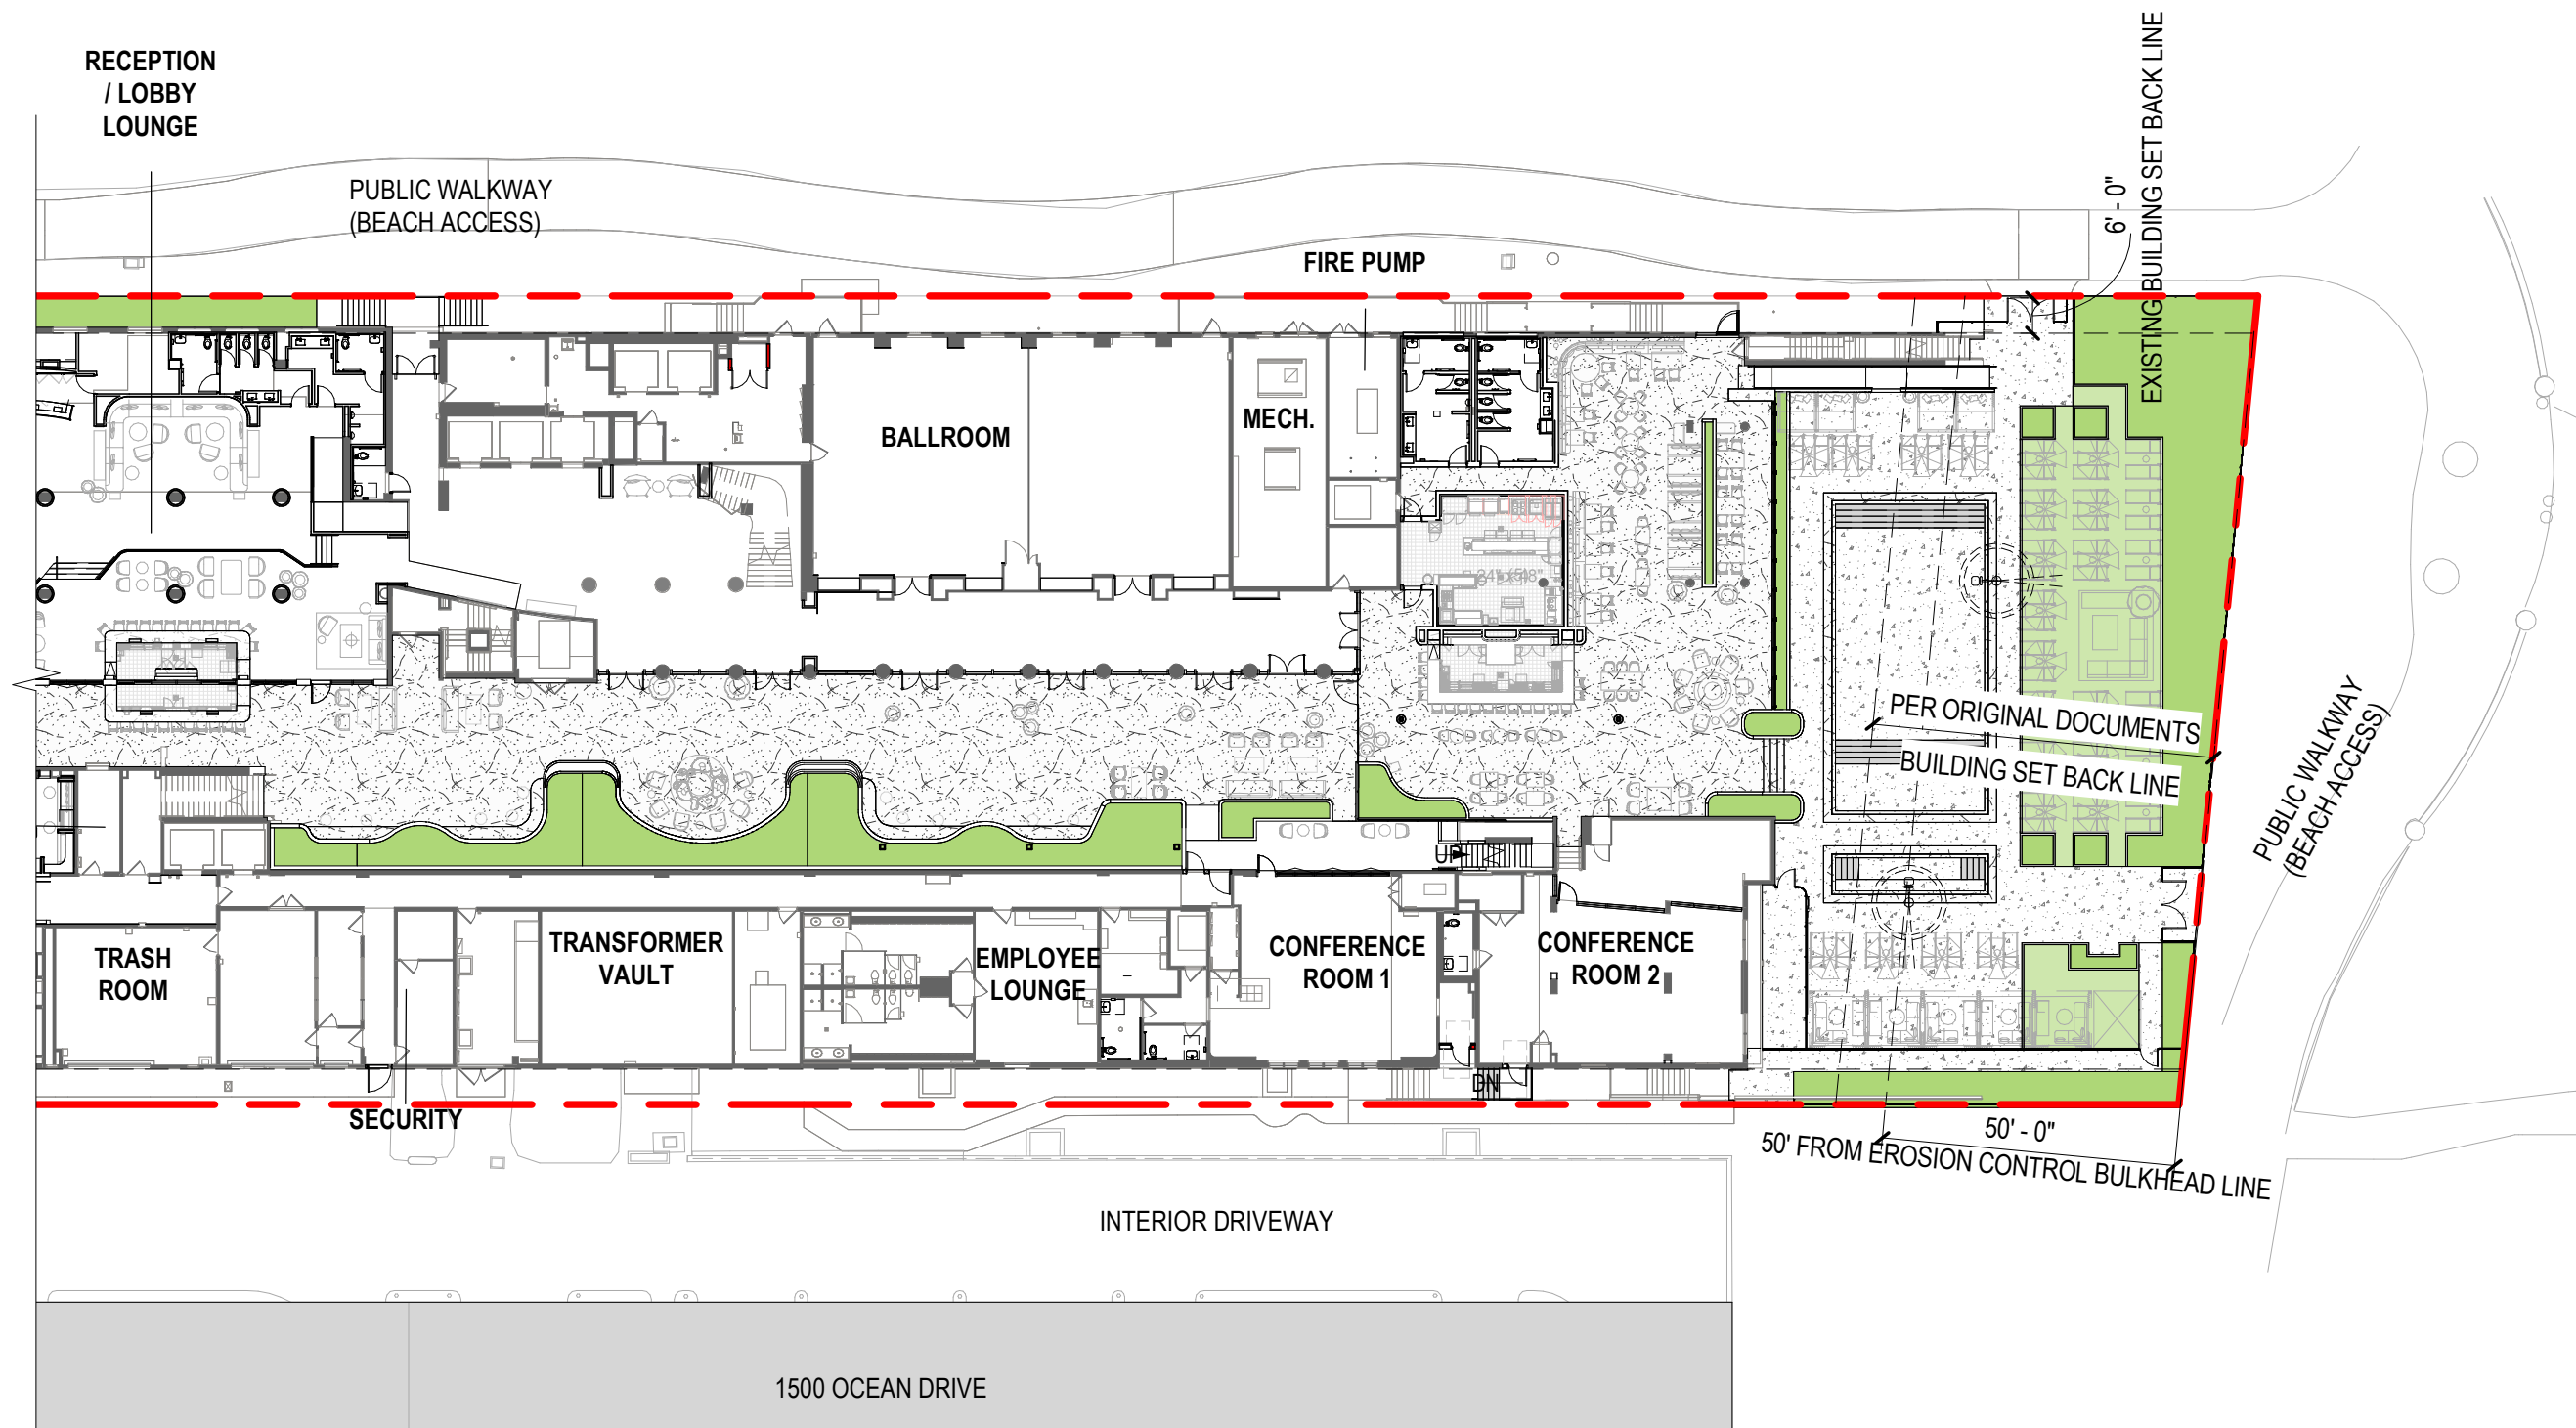 RECEPTION
/ LOBBY
LOUNGE
PUBLIC WALKWAY
(BEACH ACCESS)
FIRE PUMP
6' - 0"
EXISTING BUILDING SET BACK LINE
BALLROOM
MECH.
PER ORIGINAL DOCUMENTS
BUILDING SET BACK LINE
PUBLIC WALKWAY
(BEACH ACCESS)
TRASH
ROOM
TRANSFORMER
VAULT
EMPLOYEE
LOUNGE
CONFERENCE
ROOM 1
CONFERENCE
ROOM 2
DN
SECURITY
50' - 0"
50' FROM EROSION CONTROL BULKHEAD LINE
INTERIOR DRIVEWAY
1500 OCEAN DRIVE